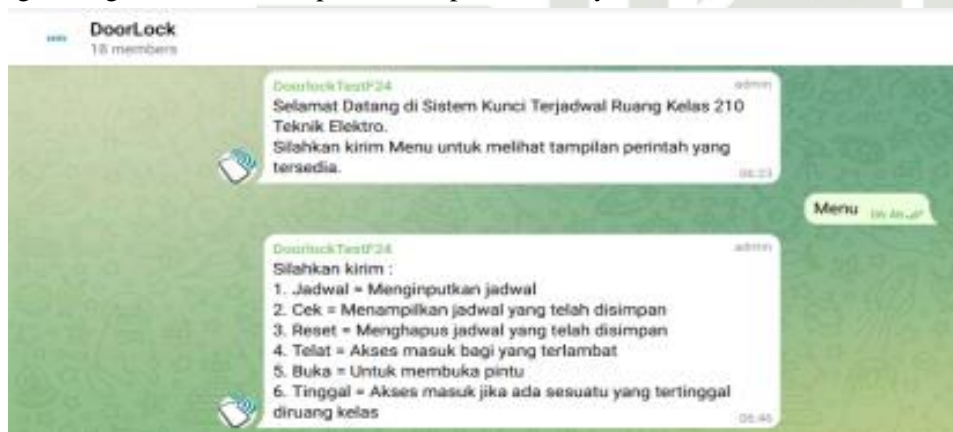 DoorLock
18 members
DoorlockTestF24 admin
Selamat Datang di Sistem Kunci Terjadwal Ruang Kelas 210
Teknik Elektro.
Silahkan kirim Menu untuk melihat tampilan perintah yang
tersedia.
Menu
DoorlockTestF24 admin
Silahkan kirim :
1. Jadwal = Menginputkan jadwal
2. Cek = Menampilkan jadwal yang telah disimpan
3. Reset = Menghapus jadwal yang telah disimpan
4. Telat = Akses masuk bagi yang terlambat
5. Buka = Untuk membuka pintu
6. Tinggal = Akses masuk jika ada sesuatu yang tertinggal
diruang kelas
06.46